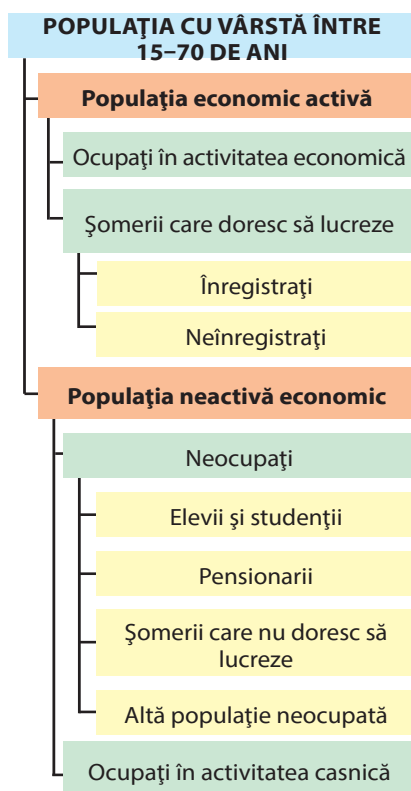 POPULAŢIA CU VÂRSTĂ ÎNTRE
15–70 DE ANI
Populaţia economic activă
Ocupaţi în activitatea economică
Şomerii care doresc să lucreze
Înregistraţi
Neînregistraţi
Populaţia neactivă economic
Neocupaţi
Elevii şi studenţii
Pensionarii
Şomerii care nu doresc să
lucreze
Altă populaţie neocupată
Ocupaţi în activitatea casnică